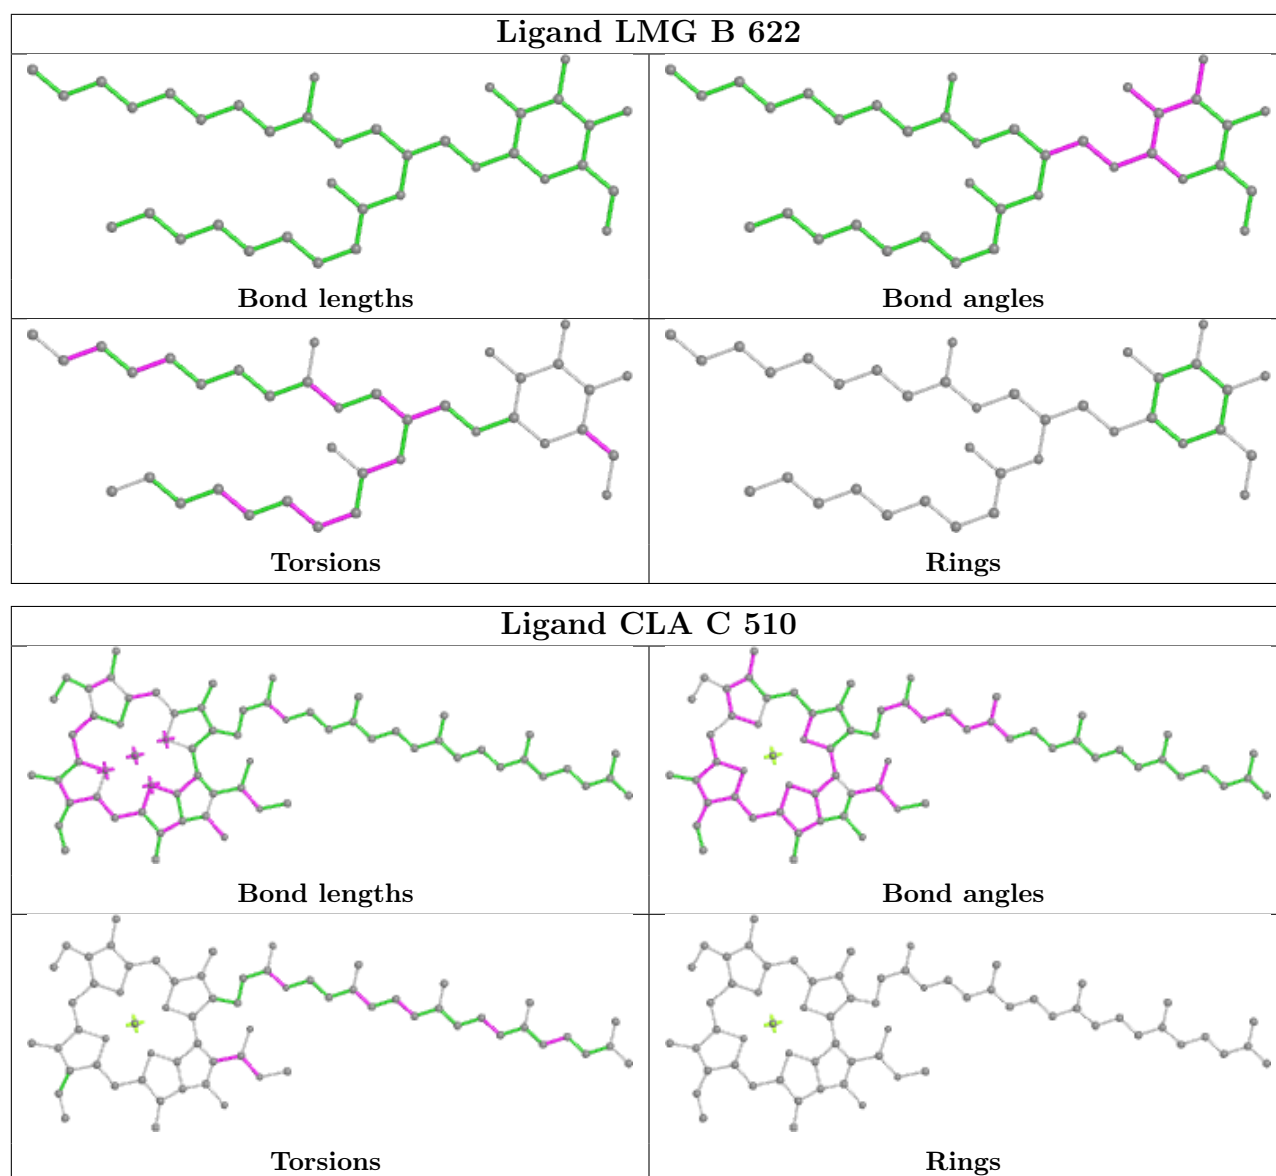 Ligand LMG B 622
Bond lengths
Bond angles
Torsions
Rings
Ligand CLA C 510
Bond lengths
Bond angles
Torsions
Rings